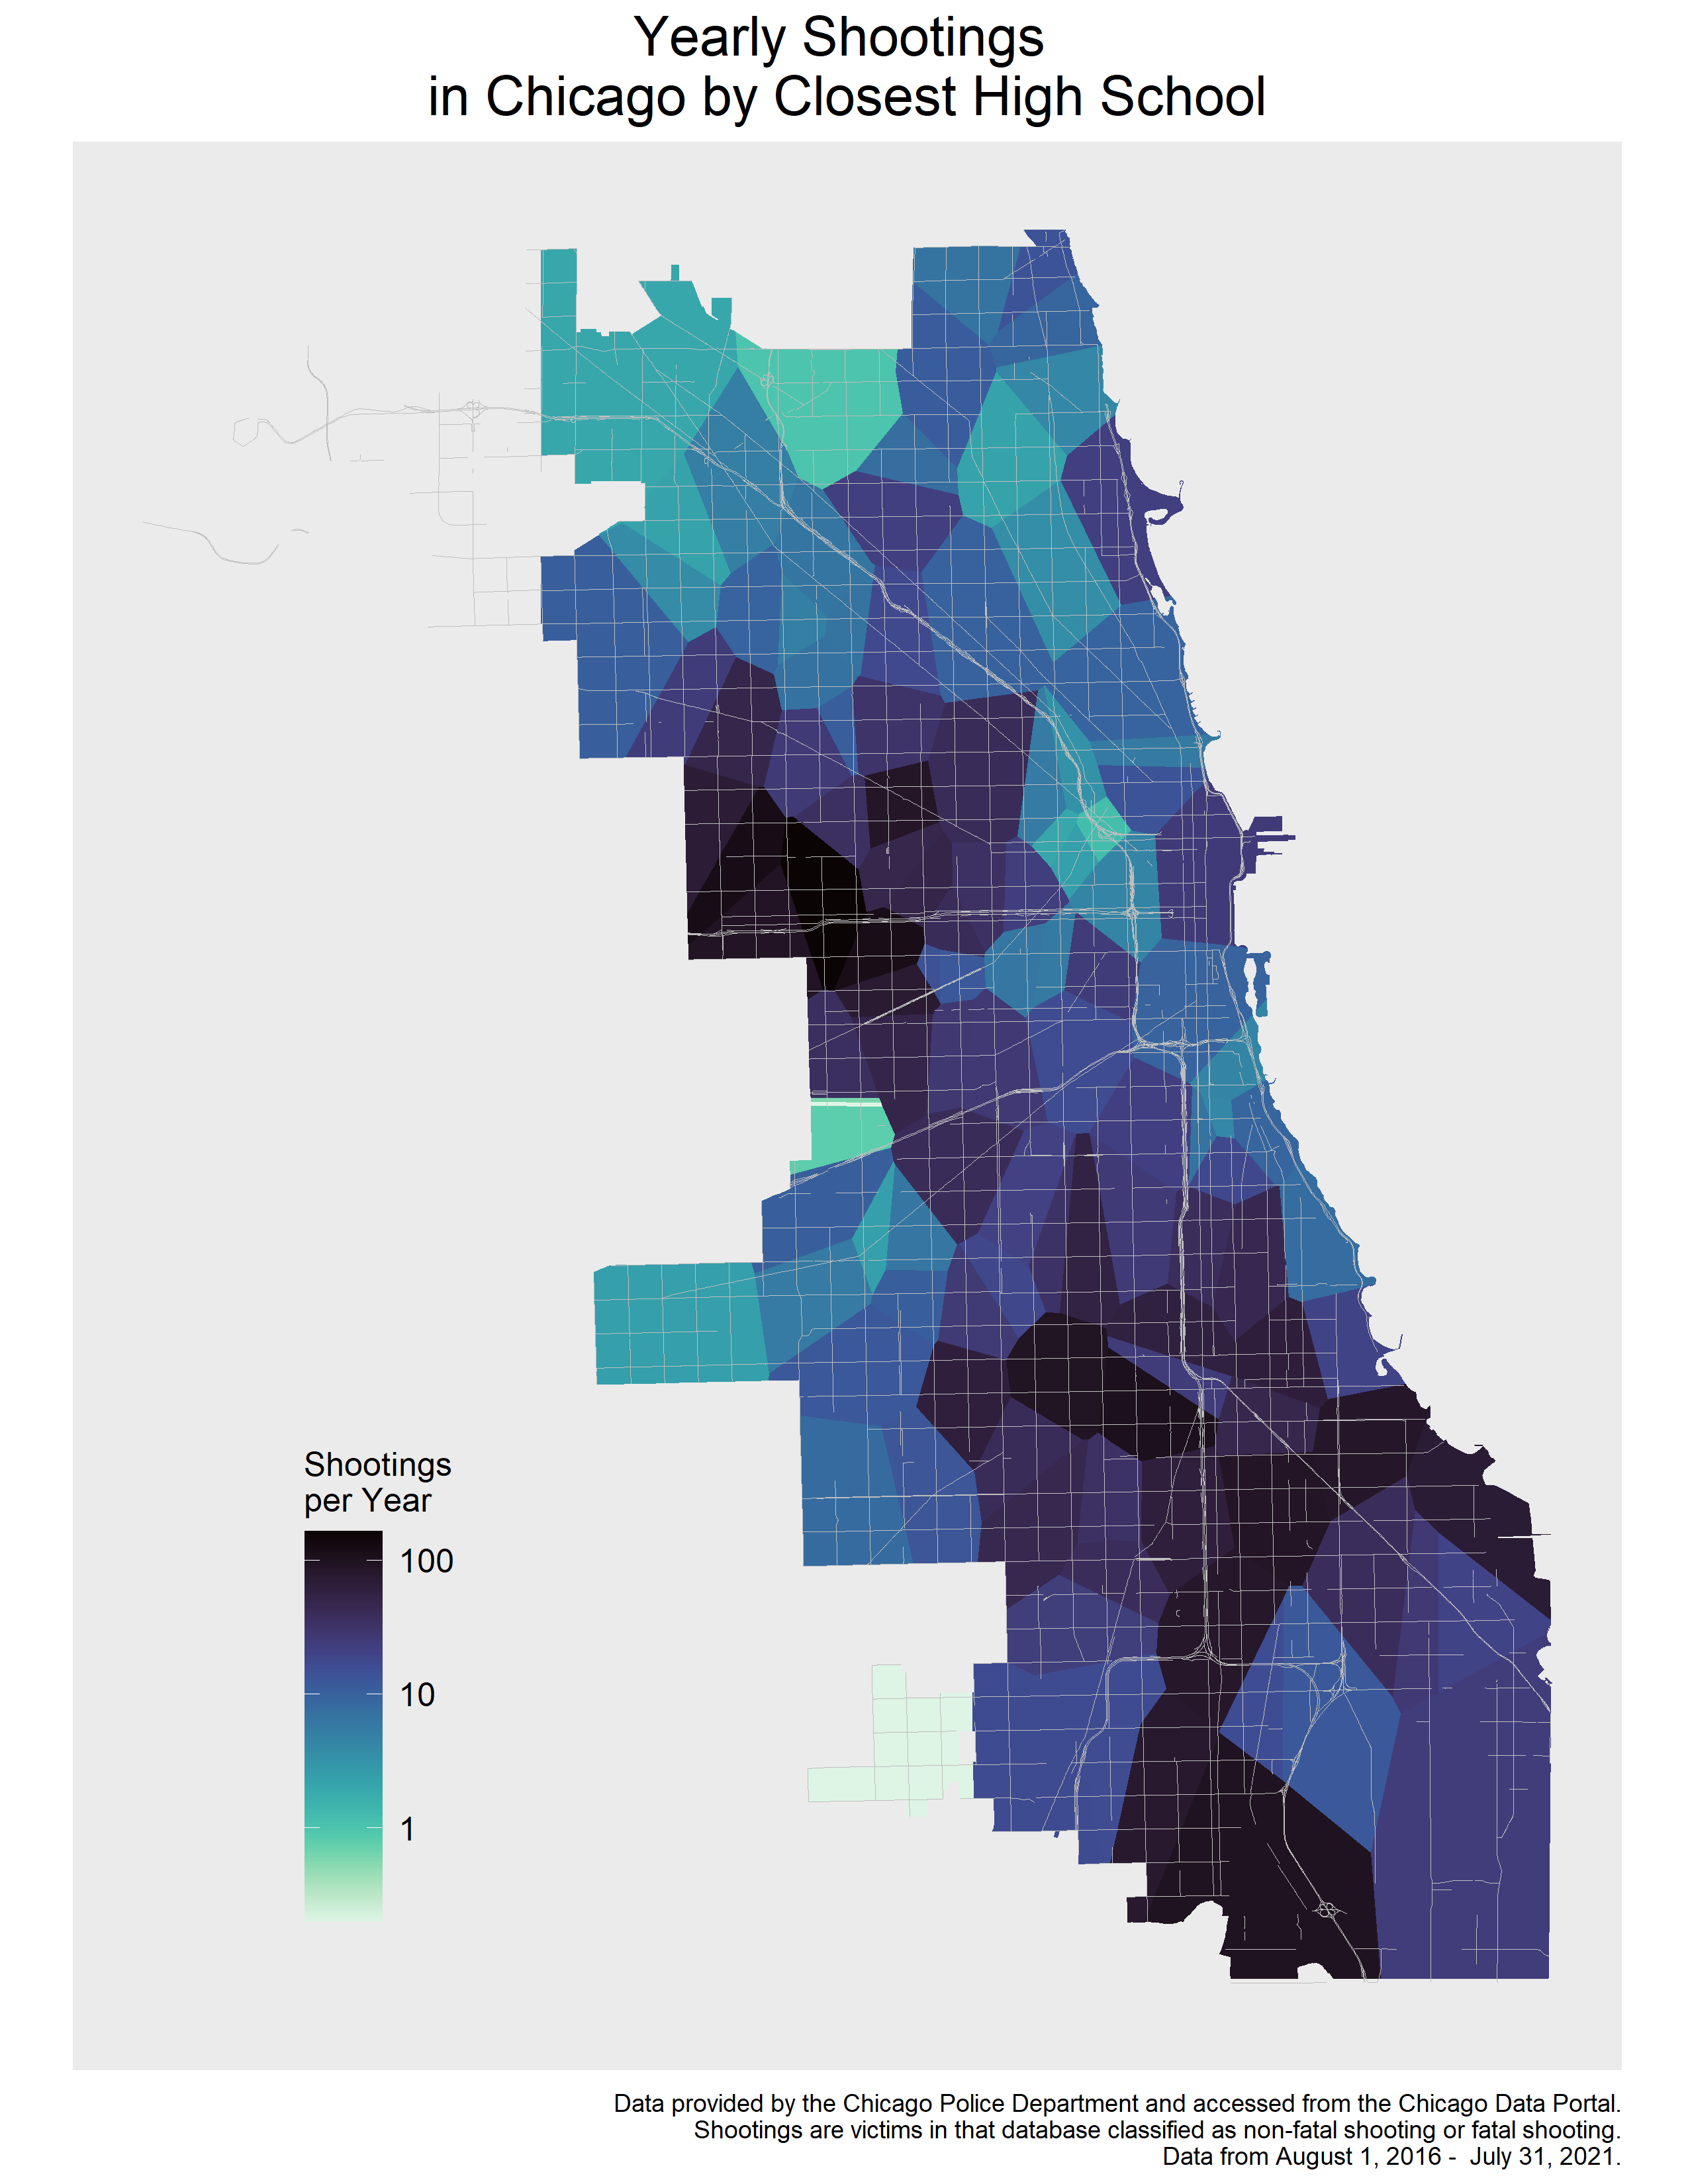 Yearly Shootings
in Chicago by Closest High School
Shootings
per Year
100
10
1
Data provided by the Chicago Police Department and accessed from the Chicago Data Portal.
Shootings are victims in that database classified as non-fatal shooting or fatal shooting.
Data from August 1, 2016 - July 31, 2021.